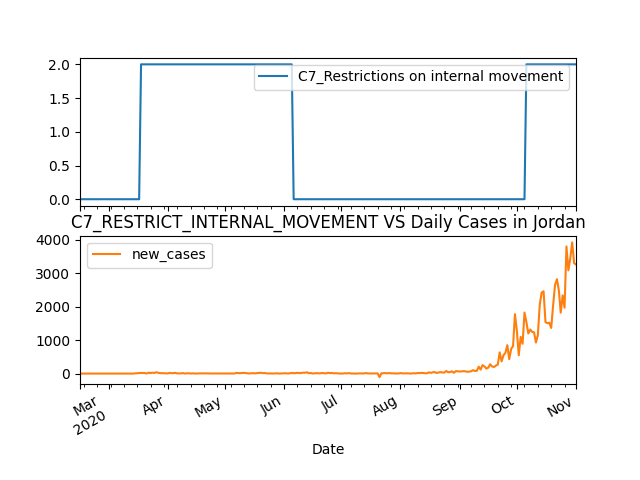 2.0
1.5
1.0
0.5
0.0
C7_Restrictions on internal movement
C7_RESTRICT_INTERNAL_MOVEMENT VS Daily Cases in Jordan
4000
3000
2000
1000
0
new_cases
Mar
2020
Apr
May
Jun
Jul
Aug
Sep
Oct
Nov
Date